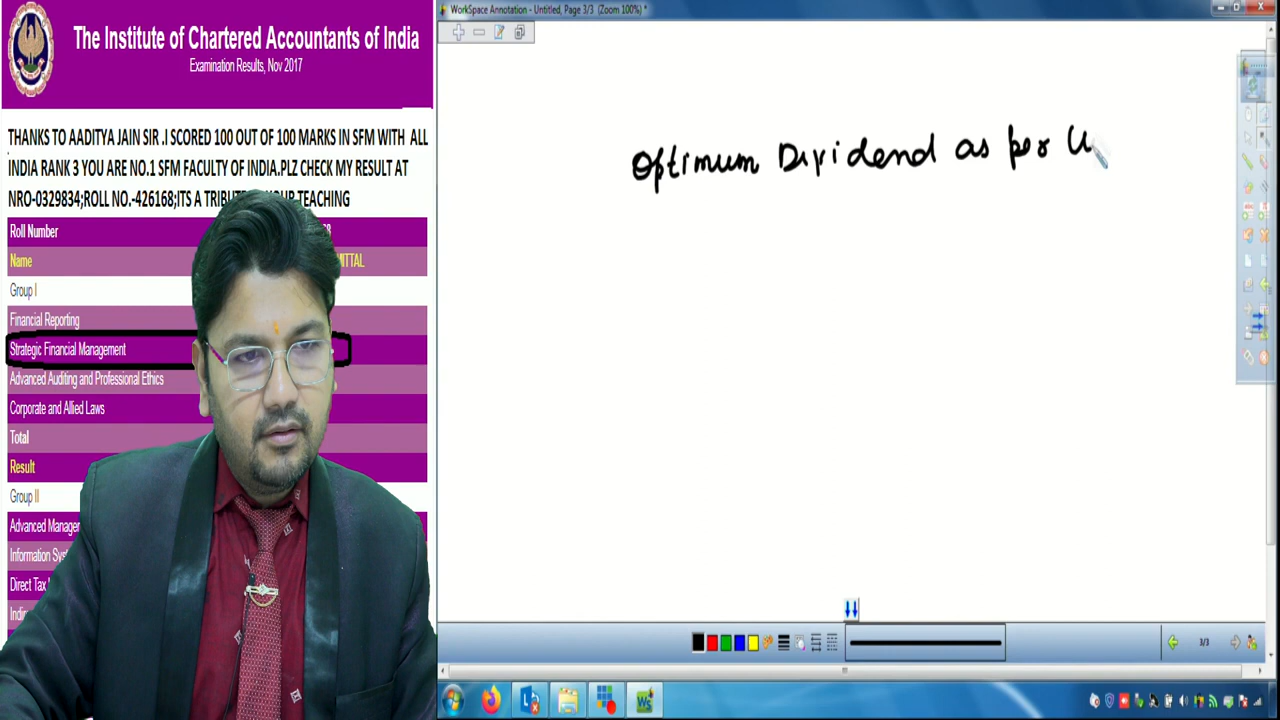 WorkSpace Annotation - Untitled, Page 3/3 (Zoom 100%) *
The Institute of Chartered Accountants of India
Examination Results, Nov 2017
THANKS TO AADITYA JAIN SIR .I SCORED 100 OUT OF 100 MARKS IN SFM WITH ALL
INDIA RANK 3 YOU ARE NO.1 SFM FACULTY OF INDIA.PLZ CHECK MY RESULT AT
NRO-0329834;ROLL NO.-426168;ITS A TRIBUTE TEACHING
Roll Number
Name MITTAL
Group I
Financial Reporting
Strategic Financial Management
Advanced Auditing and Professional Ethics
Corporate and Allied Laws
Total
Result
Group II
Advanced Manager
Information Sys
Direct Tax
Indir
Optimum Dividend as per
3/3